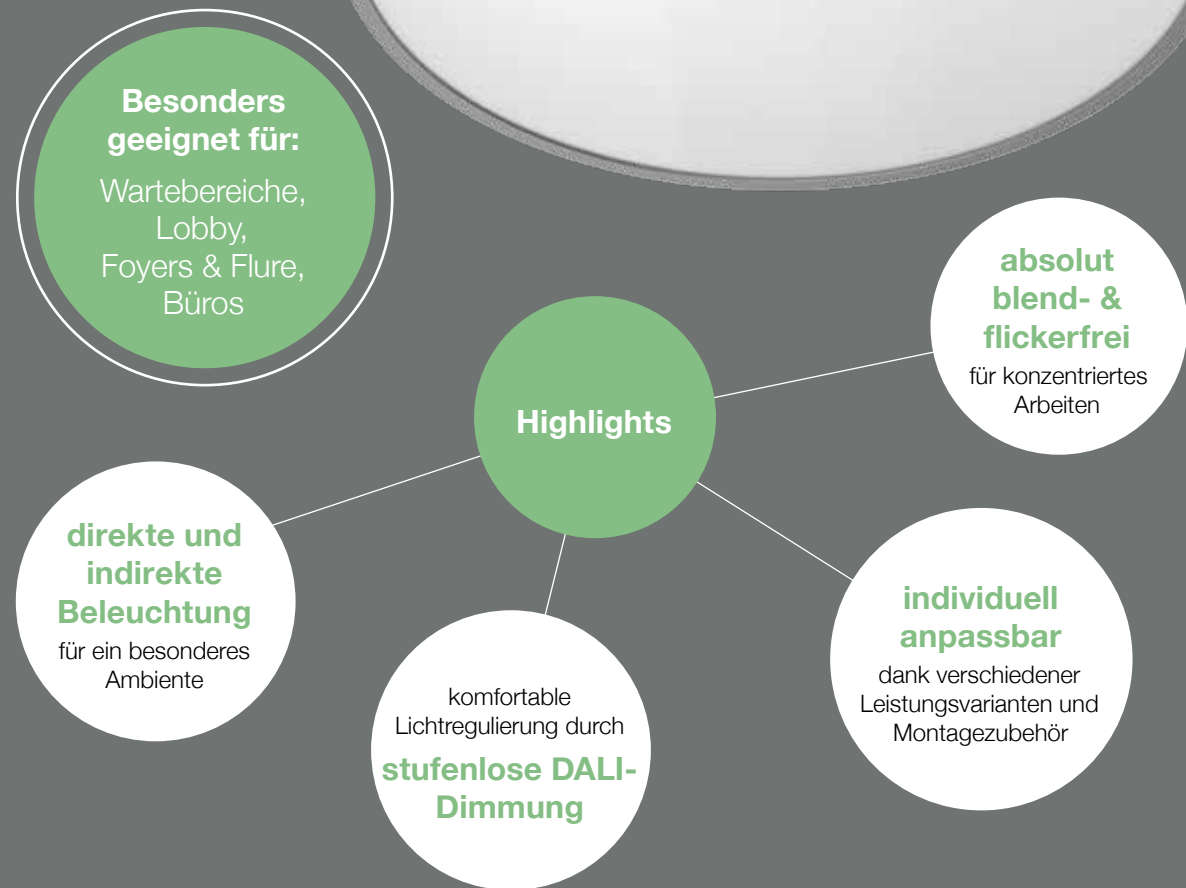 Besonders
geeignet für:
Wartebereiche,
Lobby,
Foyers & Flure,
Büros
absolut
blend- &
flickerfrei
für konzentriertes
Arbeiten
Highlights
direkte und
indirekte
Beleuchtung
für ein besonderes
Ambiente
komfortable
Lichtregulierung durch
stufenlose DALI-
Dimmung
individuell
anpassbar
dank verschiedener
Leistungsvarianten und
Montagezubehör